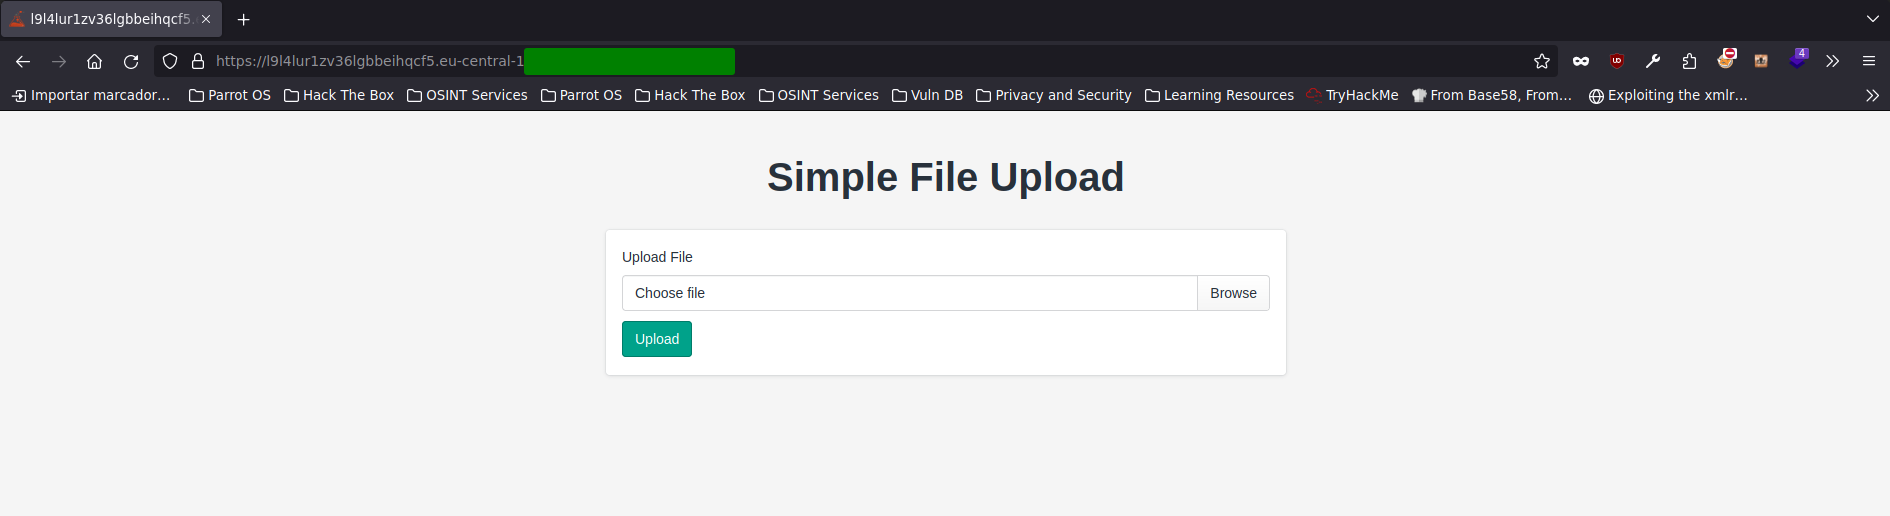 l9l4lur1zv36lgbbeihqcf5.
https://l9l4lur1zv36lgbbeihqcf5.eu-central-1
4
Importar marcador… Parrot OS Hack The Box OSINT Services Parrot OS Hack The Box OSINT Services Vuln DB Privacy and Security Learning Resources TryHackMe From Base58, From… Exploiting the xmlr…
Simple File Upload
Upload File
Choose file Browse
Upload